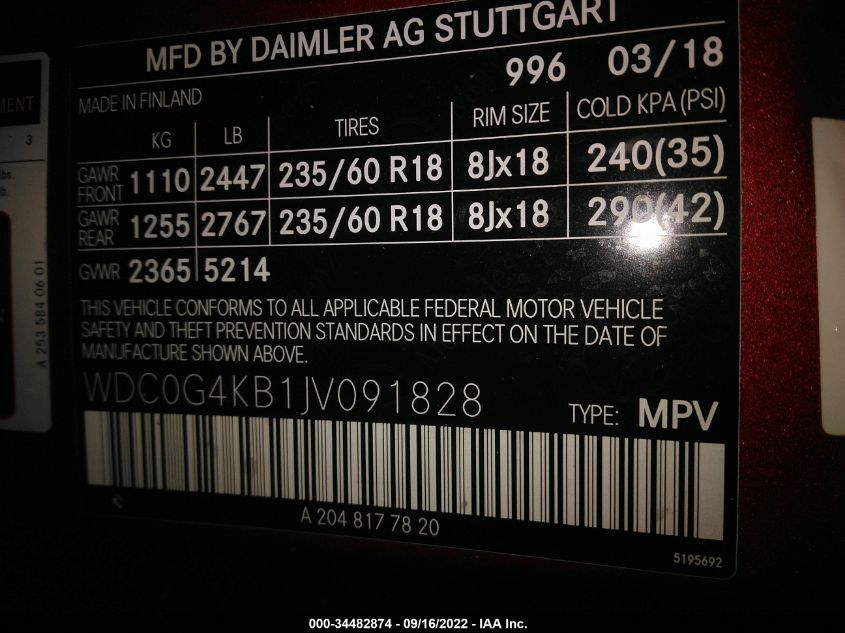 MFD BY DAIMLER AG STUTTGART
996 03/18
MADE IN FINLAND
KG LB TIRES RIM SIZE COLD KPA (PSI)
GAWR FRONT 1110 2447 235/60 R18 8Jx18 240(35)
GAWR REAR 1255 2767 235/60 R18 8Jx18 290(42)
GVWR 2365 5214
THIS VEHICLE CONFORMS TO ALL APPLICABLE FEDERAL MOTOR VEHICLE
SAFETY AND THEFT PREVENTION STANDARDS IN EFFECT ON THE DATE OF
MANUFACTURE SHOWN ABOVE.
WDC0G4KB1JV091828
TYPE: MPV
A 204 817 78 20
5195692
MENT
3
lbs.
lb.
N
A 253 584 06 01
000-34482874 - 09/16/2022 - IAA Inc.